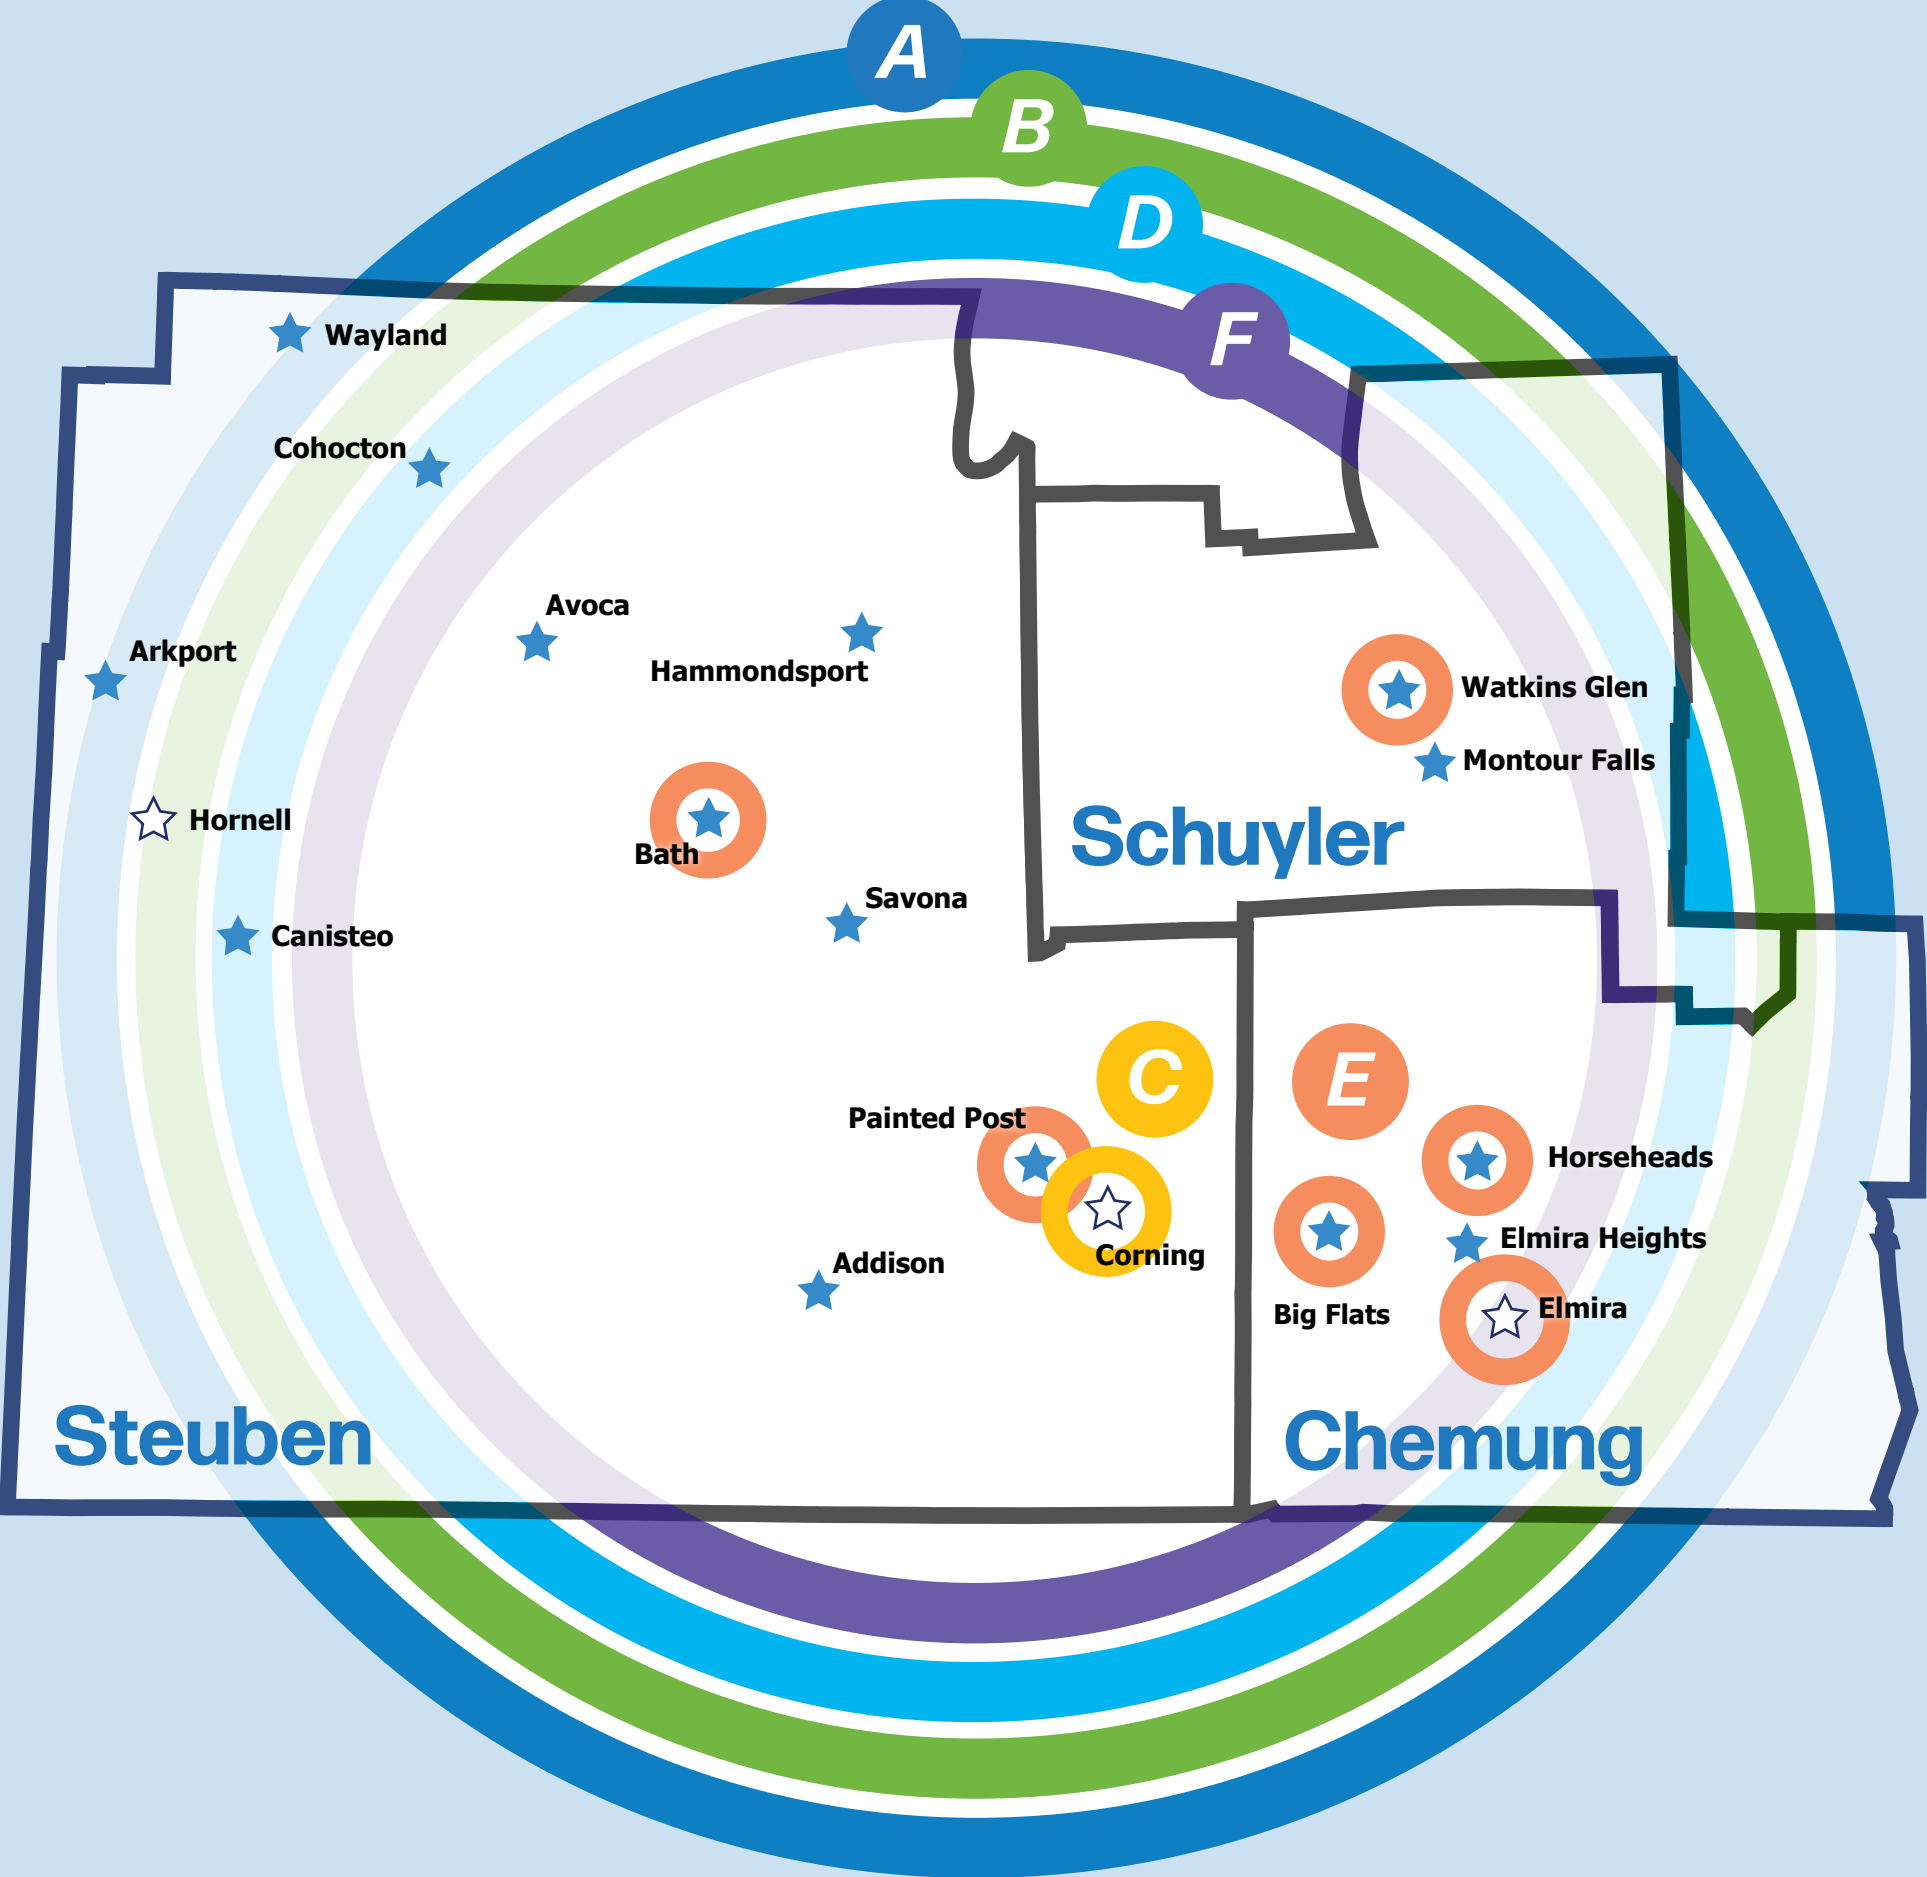 A
B
D
F
Wayland
Cohocton
Avoca
Arkport
Hammondsport
Watkins Glen
Montour Falls
Hornell
Schuyler
Bath
Savona
Canisteo
C
E
Painted Post
Horseheads
Elmira Heights
Corning
Addison
Elmira
Big Flats
Steuben
Chemung